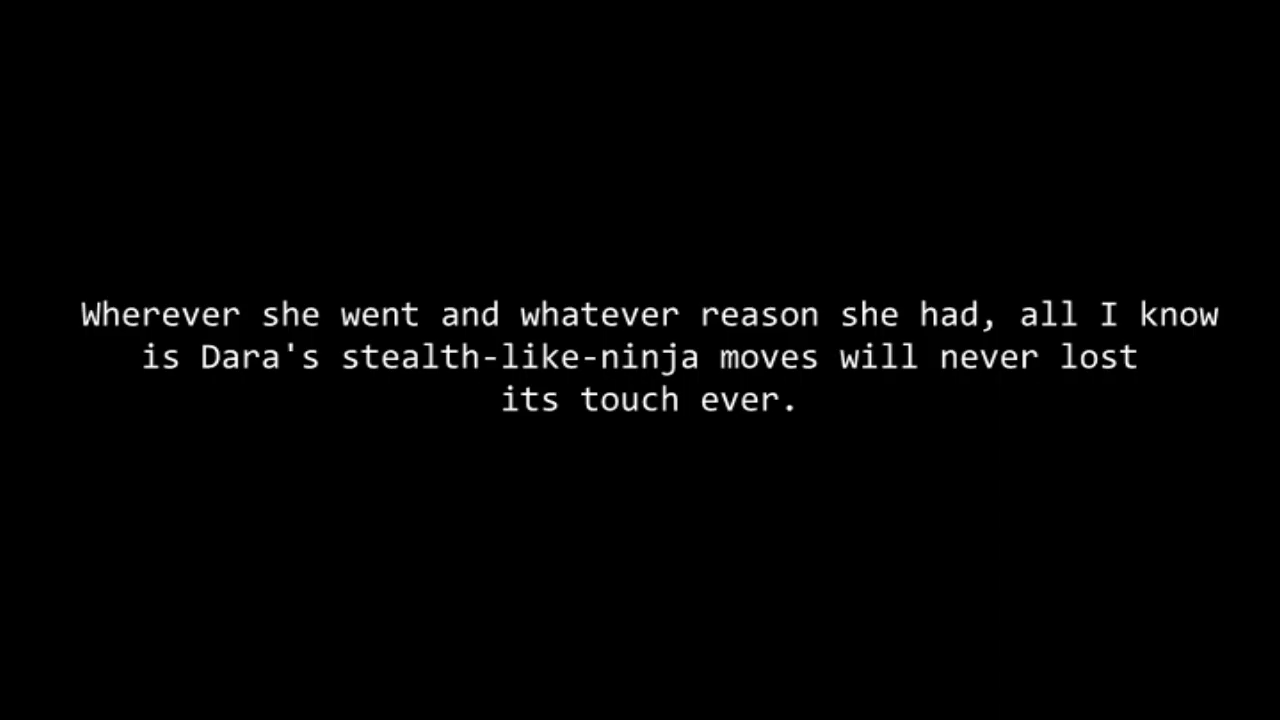 Wherever she went and whatever reason she had, all I know
is Dara's stealth-like-ninja moves will never lost
its touch ever.